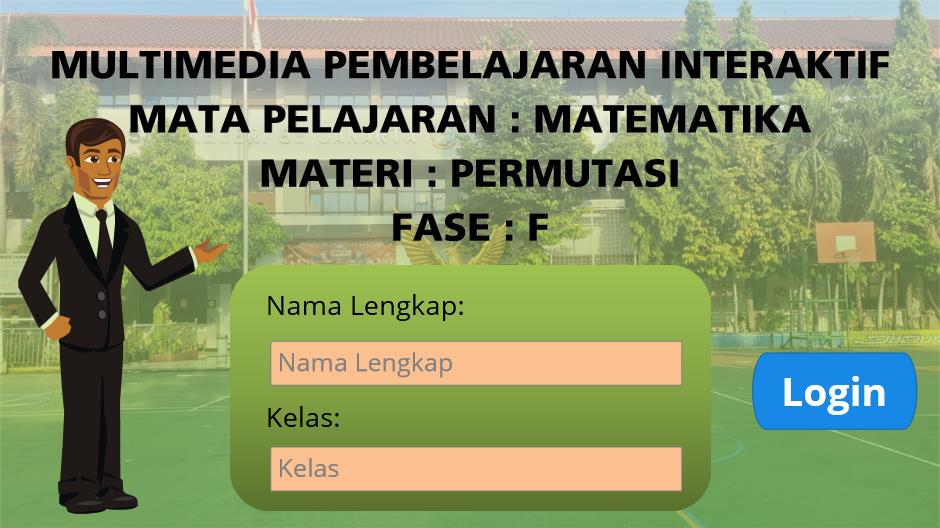 MULTIMEDIA PEMBELAJARAN INTERAKTIF
MATA PELAJARAN : MATEMATIKA
MATERI : PERMUTASI
FASE : F
Nama Lengkap:
Nama Lengkap
Kelas:
Kelas
Login